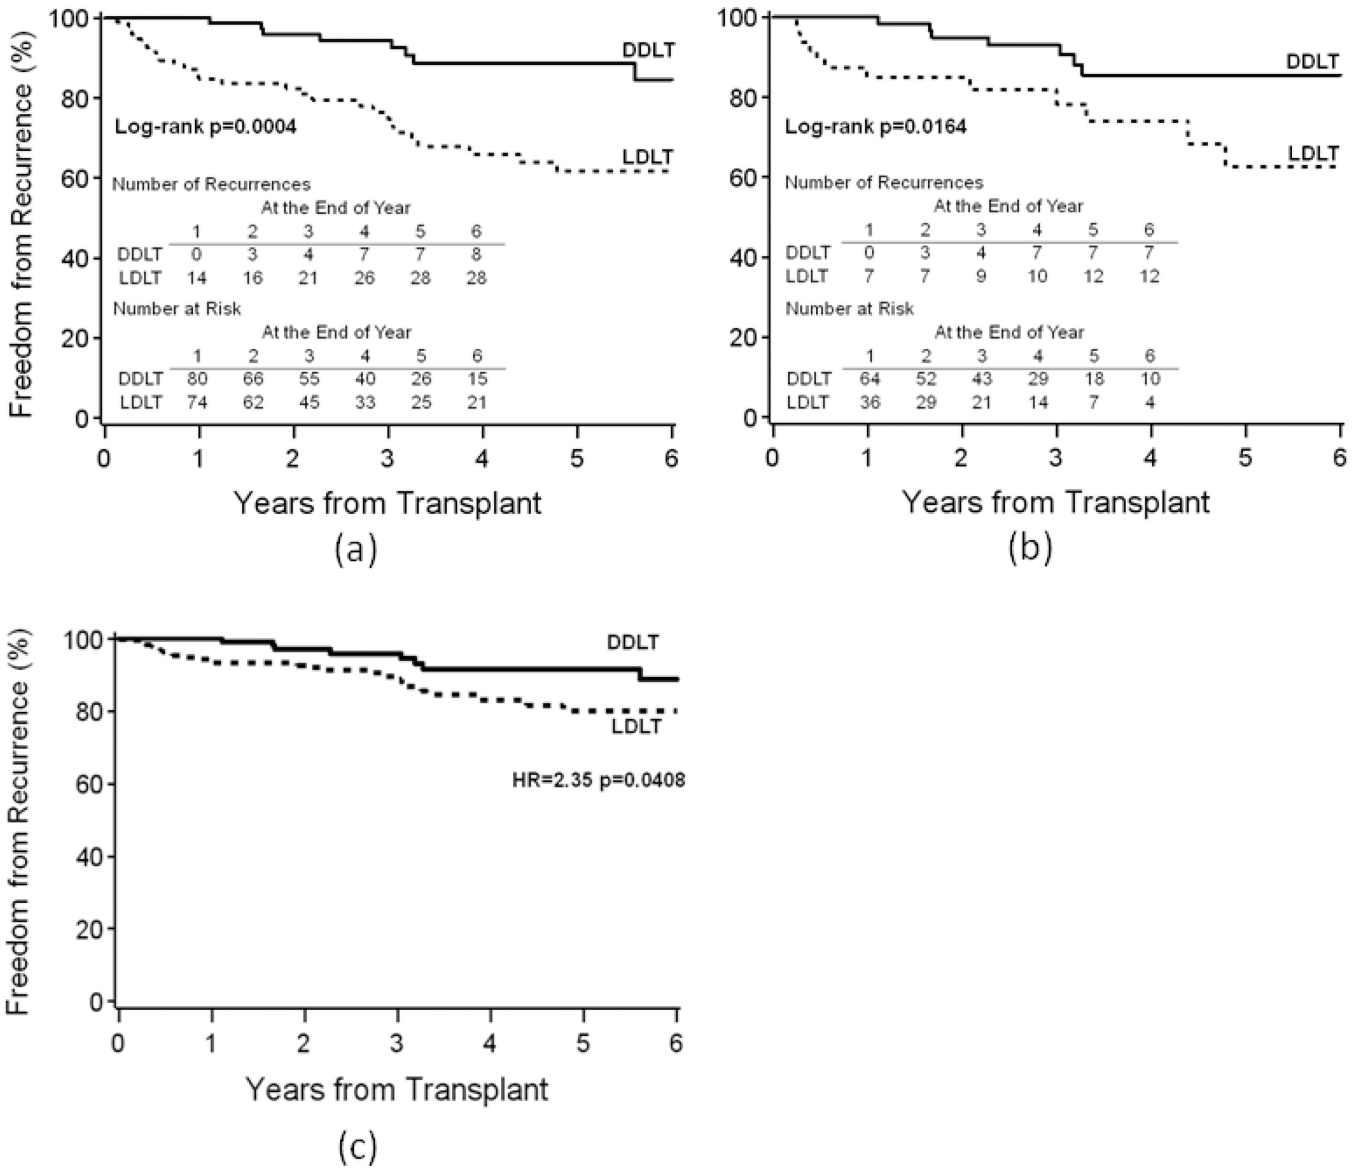 Freedom from Recurrence (%)
100
80
60
40
20
0
DDLT
LDLT
Log-rank p=0.0004
Number of Recurrences
At the End of Year
1 2 3 4 5 6
DDLT 0 3 4 7 7 8
LDLT 14 16 21 26 28 28
Number at Risk
At the End of Year
1 2 3 4 5 6
DDLT 80 66 55 40 26 15
LDLT 74 62 45 33 25 21
0 1 2 3 4 5 6
Years from Transplant
(a)
Freedom from Recurrence (%)
100
80
60
40
20
0
DDLT
LDLT
Log-rank p=0.0164
Number of Recurrences
At the End of Year
1 2 3 4 5 6
DDLT 0 3 4 7 7 7
LDLT 7 7 9 10 12 12
Number at Risk
At the End of Year
1 2 3 4 5 6
DDLT 64 52 43 29 18 10
LDLT 36 29 21 14 7 4
0 1 2 3 4 5 6
Years from Transplant
(b)
Freedom from Recurrence (%)
100
80
60
40
20
0
DDLT
LDLT
HR=2.35 p=0.0408
0 1 2 3 4 5 6
Years from Transplant
(c)